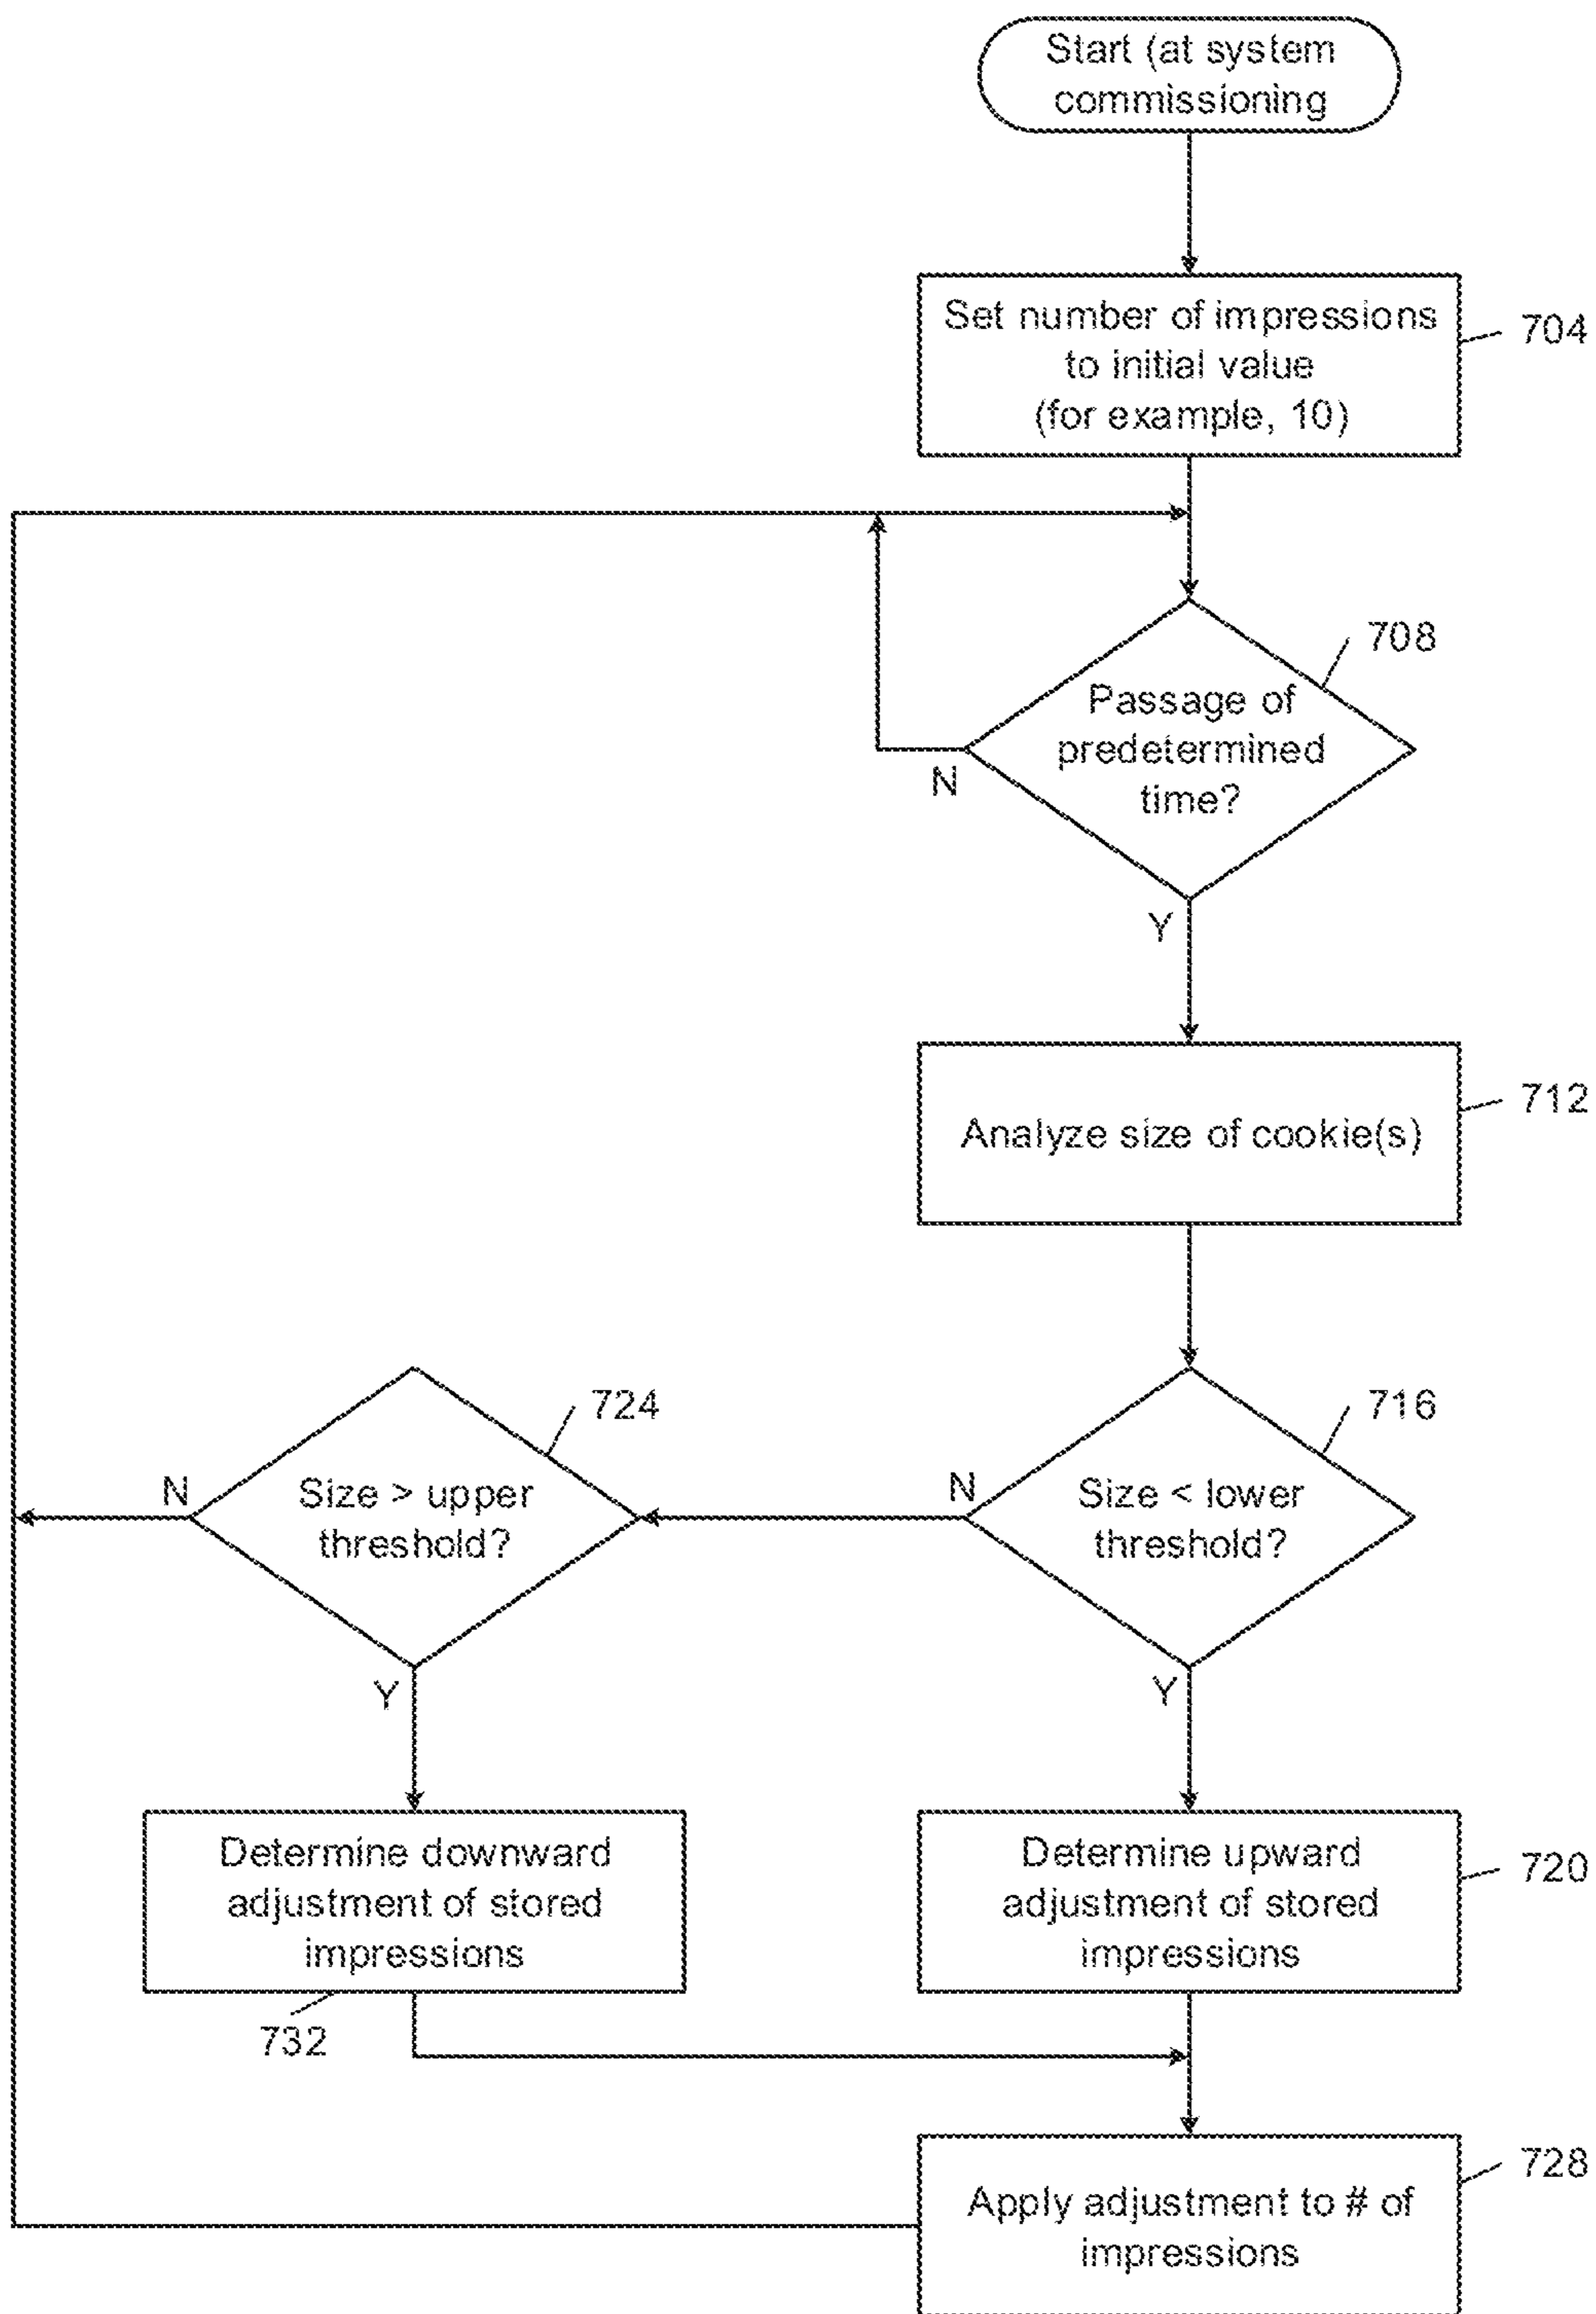 Start (at system
commissioning
Set number of impressions
to initial value
(for example, 10)
704
708
Passage of
predetermined
time?
N
Y
712
Analyze size of cookie(s)
724
716
N
Size > upper
threshold?
N
Size < lower
threshold?
Y
Y
Determine downward
adjustment of stored
impressions
732
Determine upward
adjustment of stored
impressions
720
728
Apply adjustment to # of
impressions